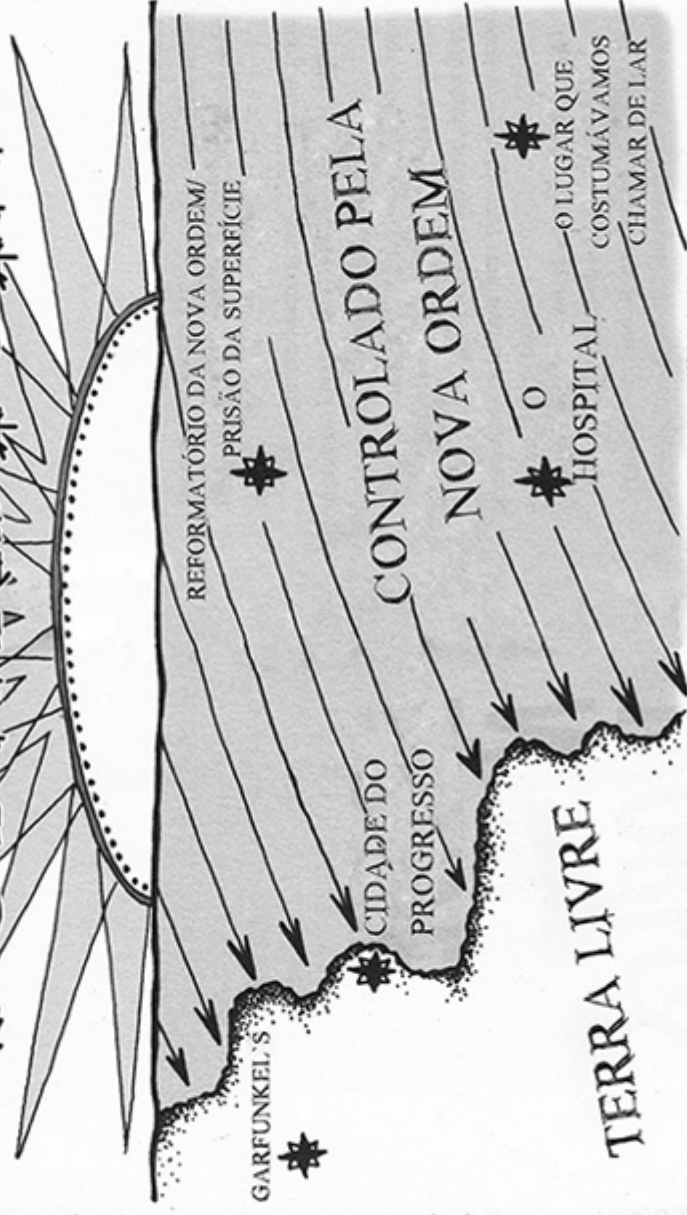 REFORMATÓRIO DA NOVA ORDEM/
PRISÃO DA SUPERFÍCIE
GARFUNKEL'S
CONTROLADO PELA
NOVA ORDEM
CIDADE DO
PROGRESSO
O
HOSPITAL
O LUGAR QUE
COSTUMÁVAMOS
CHAMAR DE LAR
TERRA LIVRE